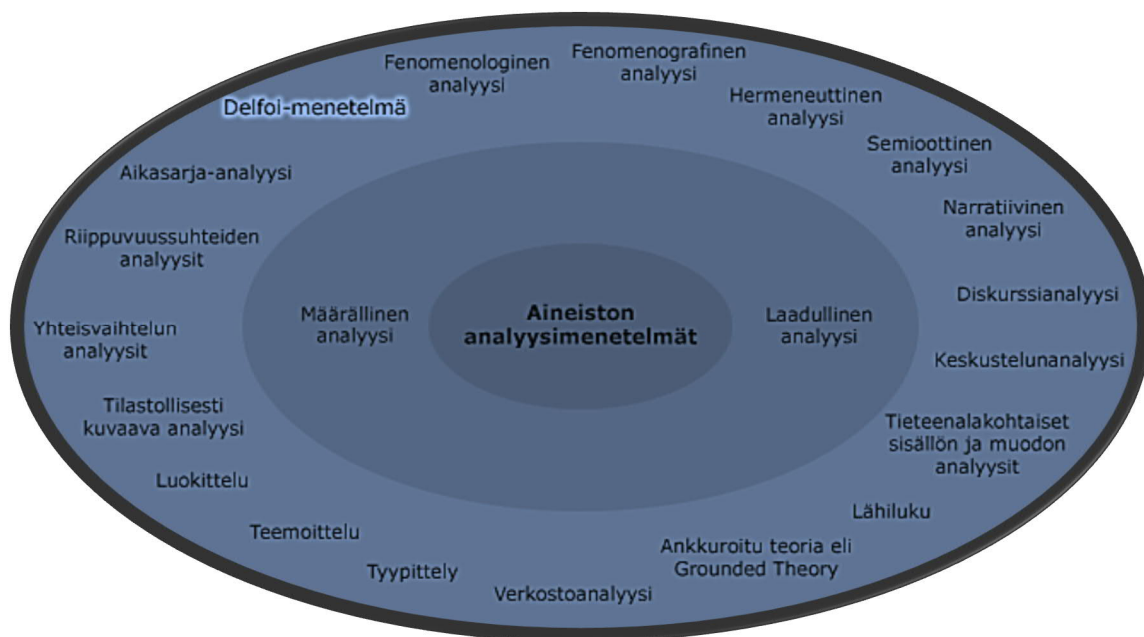 Fenomenologinen
analyysi
Fenomenografinen
analyysi
Delfoi-menetelmä
Hermeneuttinen
analyysi
Semioottinen
analyysi
Aikasarja-analyysi
Narratiivinen
analyysi
Riippuvuussuhteiden
analyysit
Diskurssianalyysi
Määrällinen
analyysi
Aineiston
analyysimenetelmät
Laadullinen
analyysi
Yhteisvaihtelun
analyysit
Keskustelunanalyysi
Tilastollisesti
kuvaava analyysi
Tieteenalakohtaiset
sisällön ja muodon
analyysit
Luokittelu
Lähiluku
Teemoittelu
Ankkuroitu teoria eli
Grounded Theory
Tyypittely
Verkostoanalyysi